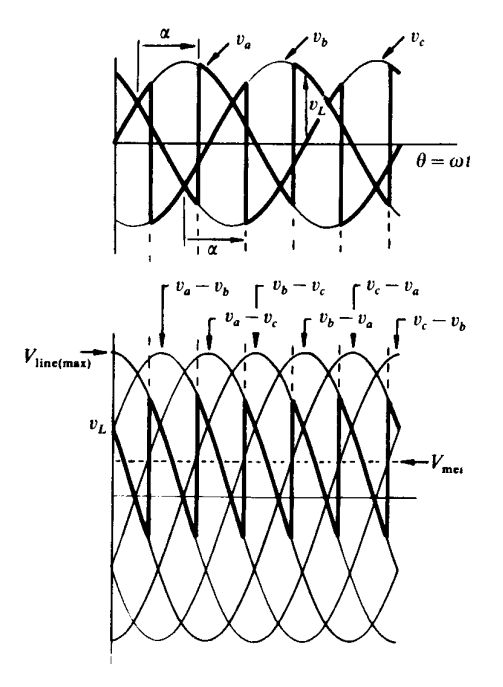 α v_a v_b v_c
v_L
θ = ωt
α
v_a − v_b v_b − v_c v_c − v_a
v_a − v_c v_b − v_a v_c − v_b
V_line(max)
v_L
V_mes